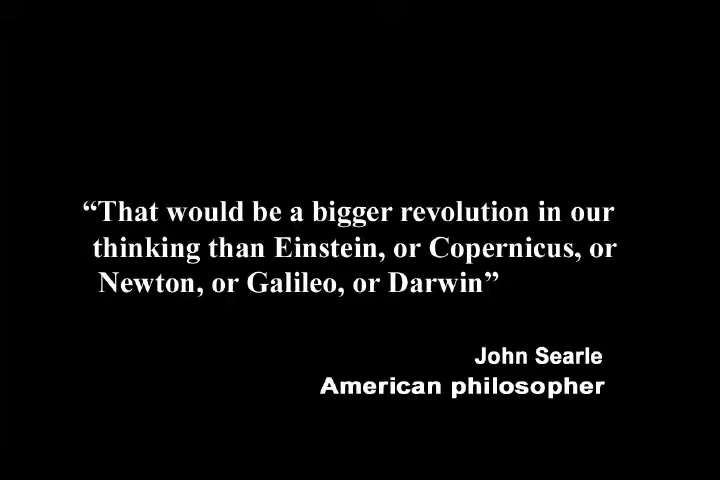 “That would be a bigger revolution in our
thinking than Einstein, or Copernicus, or
Newton, or Galileo, or Darwin”
John Searle
American philosopher